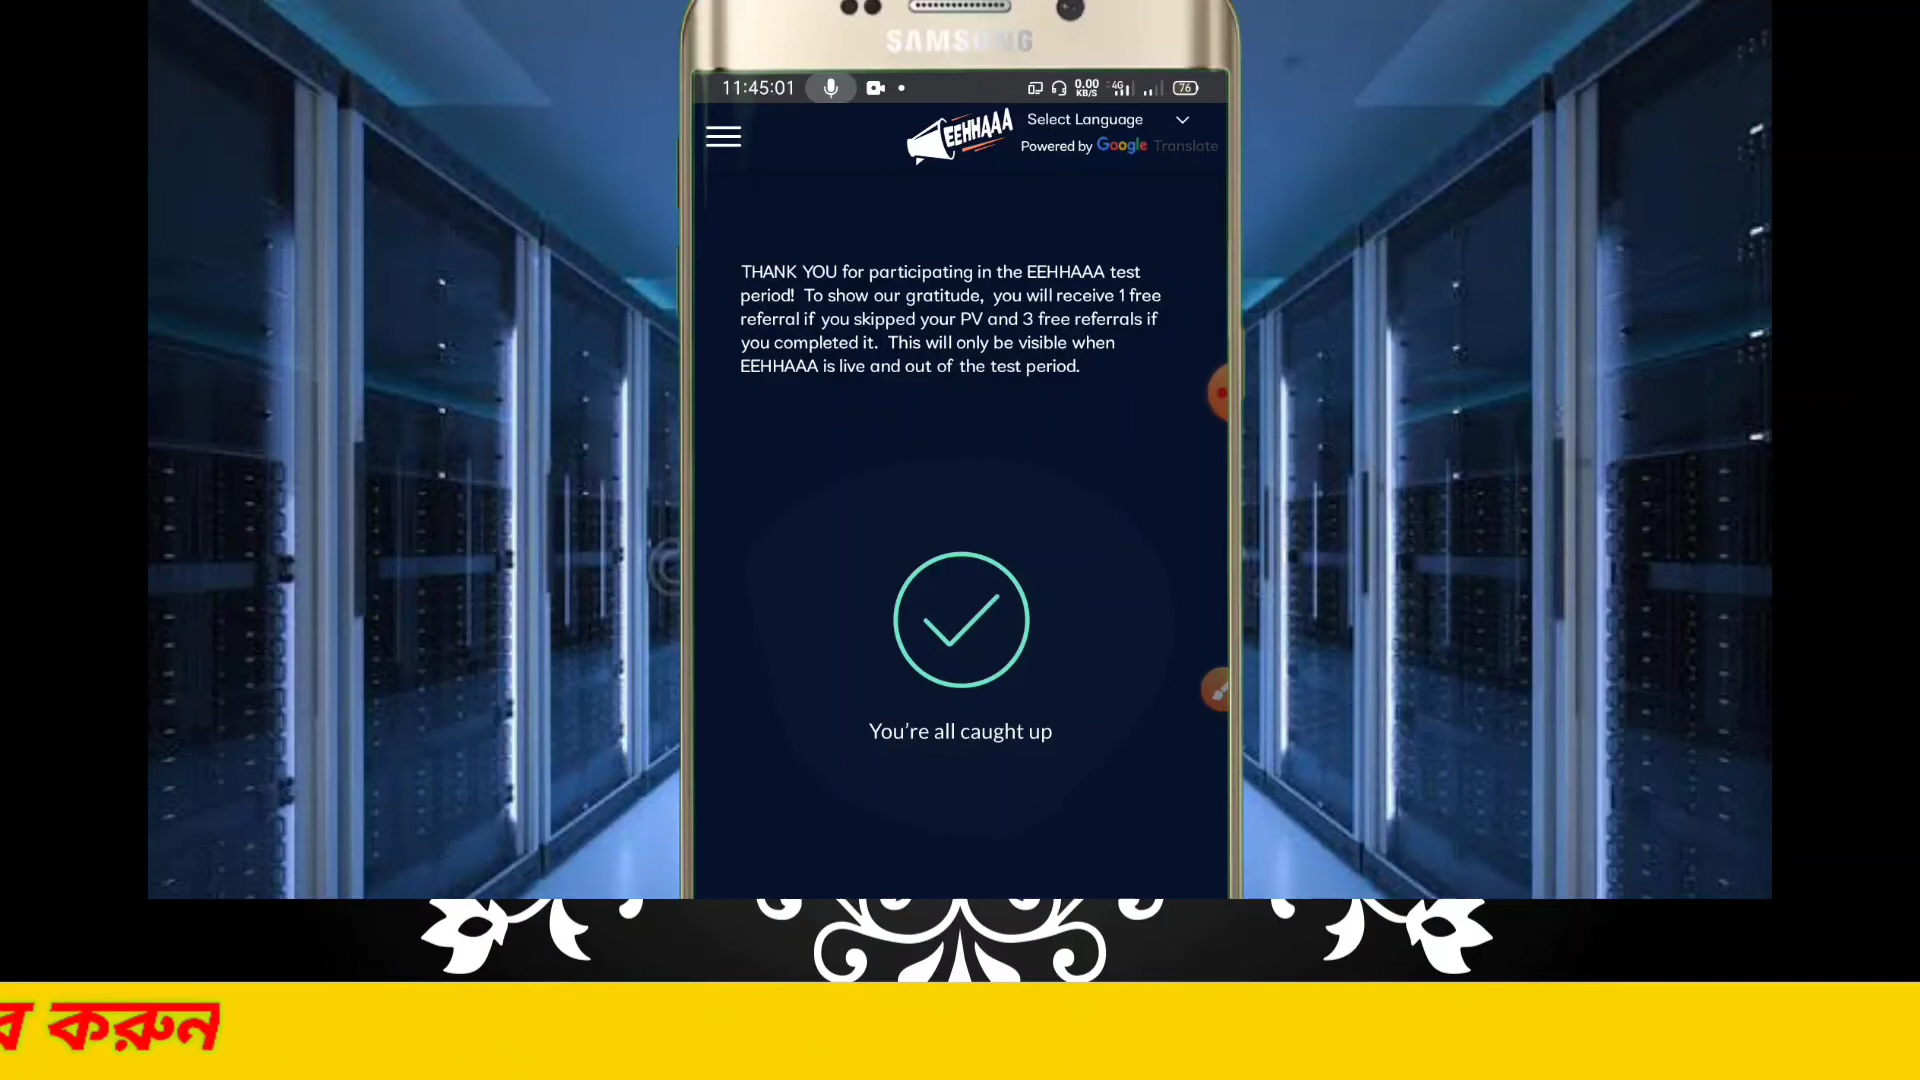 SAMSUNG
11:45:01
0.00
KB/S
4G
76
EEHHAAA
Select Language
Powered by Google Translate
THANK YOU for participating in the EEHHAAA test
period! To show our gratitude, you will receive 1 free
referral if you skipped your PV and 3 free referrals if
you completed it. This will only be visible when
EEHHAAA is live and out of the test period.
You're all caught up
করুন